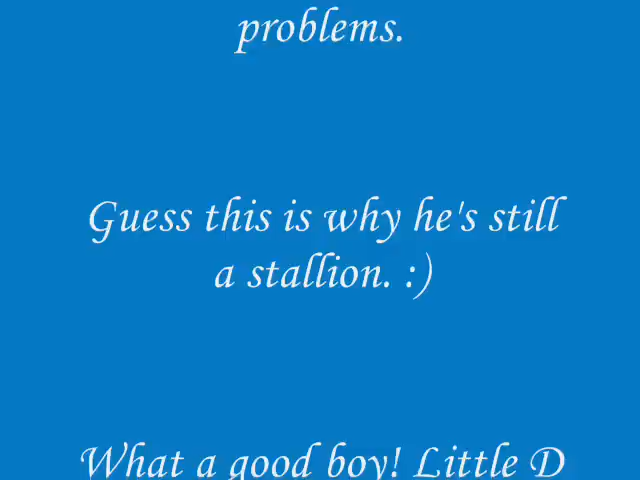 problems.
Guess this is why he's still
a stallion. :)
What a good boy! Little D